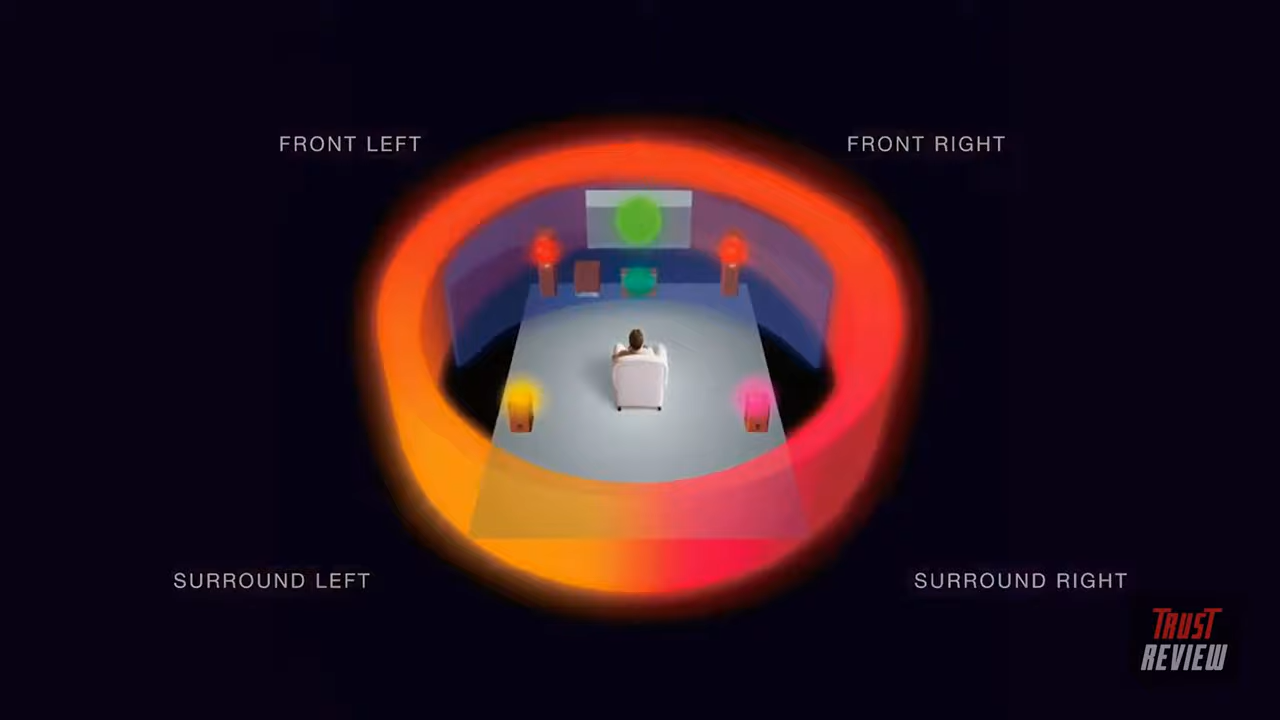 FRONT LEFT
FRONT RIGHT
SURROUND LEFT
SURROUND RIGHT
TRUST
REVIEW